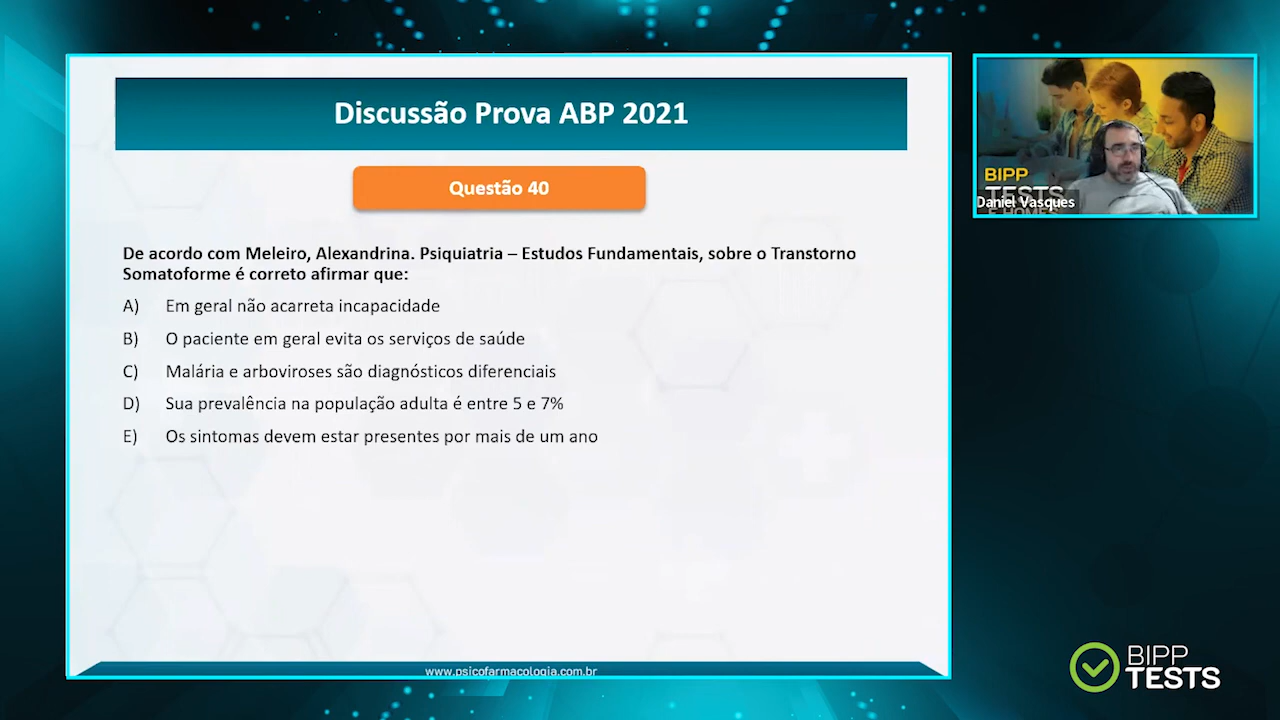 Discussão Prova ABP 2021
Questão 40
De acordo com Meleiro, Alexandrina. Psiquiatria – Estudos Fundamentais, sobre o Transtorno
Somatoforme é correto afirmar que:
A) Em geral não acarreta incapacidade
B) O paciente em geral evita os serviços de saúde
C) Malária e arboviroses são diagnósticos diferenciais
D) Sua prevalência na população adulta é entre 5 e 7%
E) Os sintomas devem estar presentes por mais de um ano
www.psicofarmacologia.com.br
BIPP
TESTS
Daniel Vasques
BIPP
TESTS